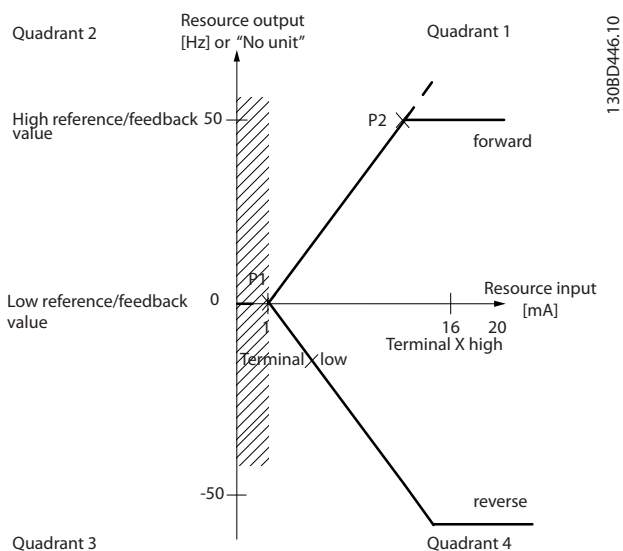 Quadrant 2
Resource output
[Hz] or “No unit”
Quadrant 1
130BD446.10
High reference/feedback
value
50
P2
forward
P1
Low reference/feedback
value
0
Resource input
[mA]
1
16
20
Terminal X high
Terminal X low
-50
reverse
Quadrant 3
Quadrant 4